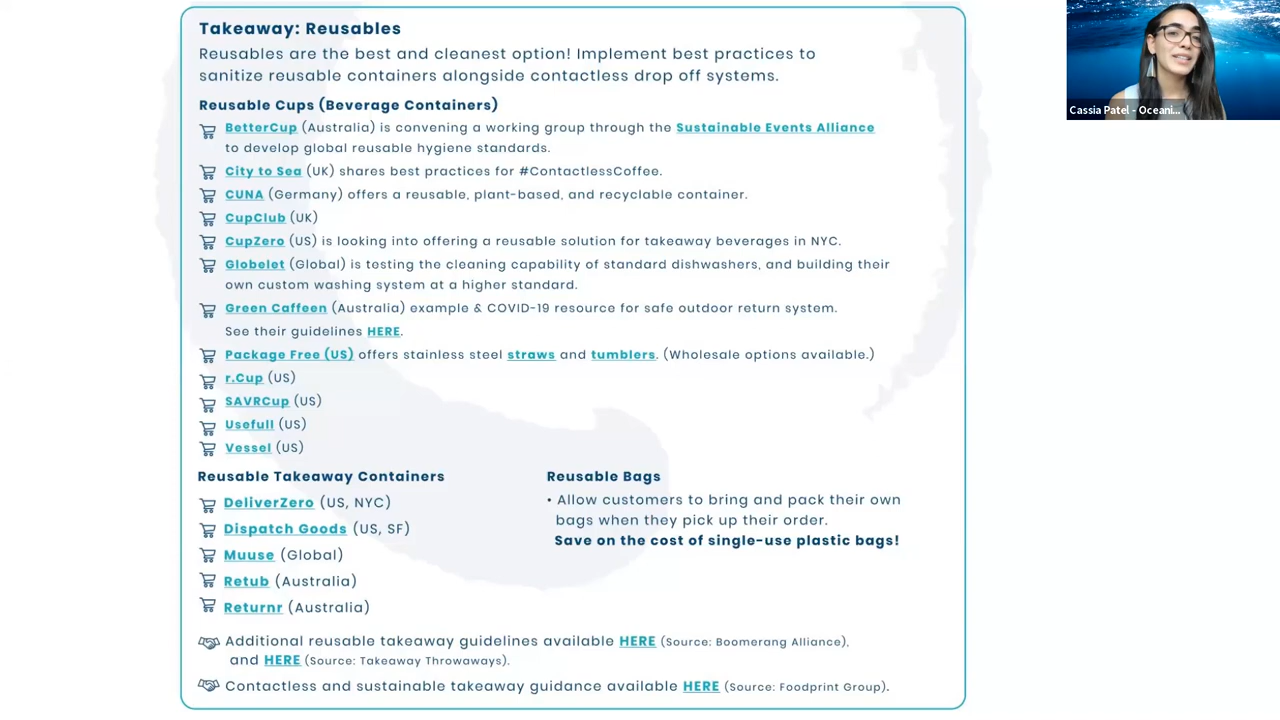 Takeaway: Reusables
Reusables are the best and cleanest option! Implement best practices to
sanitize reusable containers alongside contactless drop off systems.
Reusable Cups (Beverage Containers)
BetterCup (Australia) is convening a working group through the Sustainable Events Alliance
to develop global reusable hygiene standards.
City to Sea (UK) shares best practices for #ContactlessCoffee.
CUNA (Germany) offers a reusable, plant-based, and recyclable container.
CupClub (UK)
CupZero (US) is looking into offering a reusable solution for takeaway beverages in NYC.
Globelet (Global) is testing the cleaning capability of standard dishwashers, and building their
own custom washing system at a higher standard.
Green Caffeen (Australia) example & COVID-19 resource for safe outdoor return system.
See their guidelines HERE.
Package Free (US) offers stainless steel straws and tumblers. (Wholesale options available.)
r.Cup (US)
SAVRCup (US)
Usefull (US)
Vessel (US)
Reusable Takeaway Containers
DeliverZero (US, NYC)
Dispatch Goods (US, SF)
Muuse (Global)
Retub (Australia)
Returnr (Australia)
Reusable Bags
• Allow customers to bring and pack their own
bags when they pick up their order.
Save on the cost of single-use plastic bags!
Additional reusable takeaway guidelines available HERE (Source: Boomerang Alliance),
and HERE (Source: Takeaway Throwaways).
Contactless and sustainable takeaway guidance available HERE (Source: Foodprint Group).
Cassia Patel - Oceani...